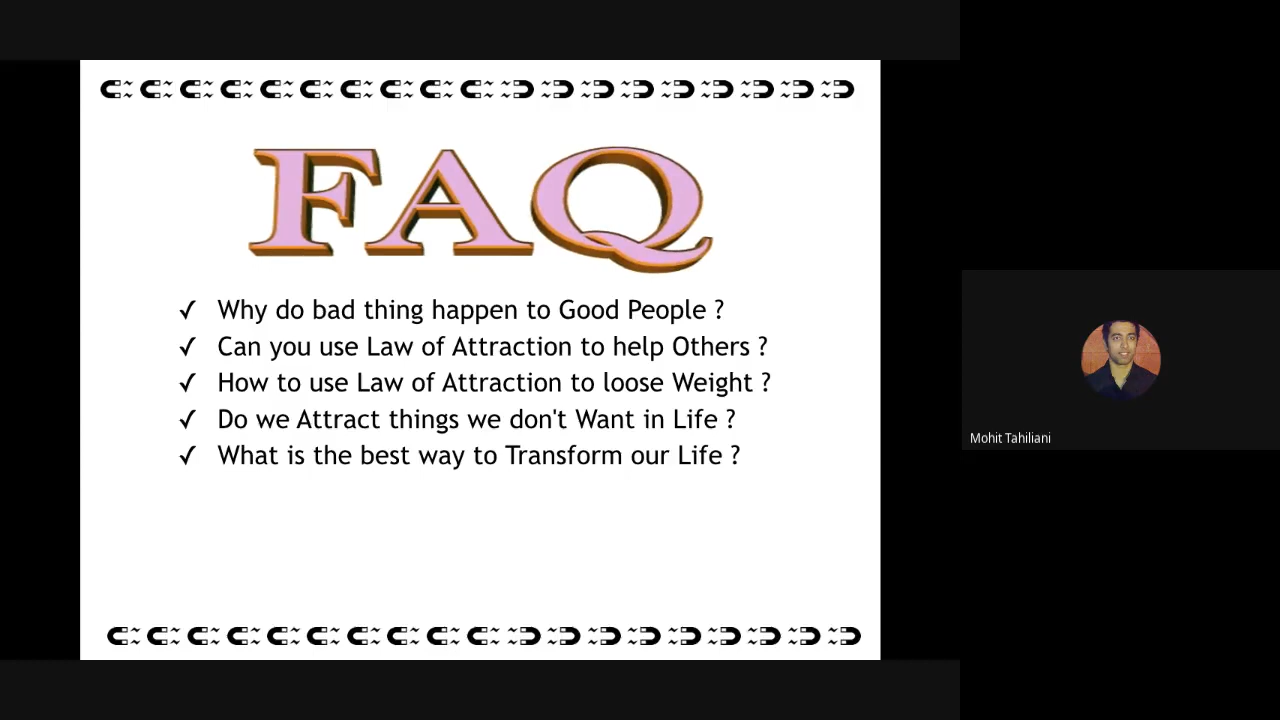 FAQ
✓ Why do bad thing happen to Good People ?
✓ Can you use Law of Attraction to help Others ?
✓ How to use Law of Attraction to loose Weight ?
✓ Do we Attract things we don't Want in Life ?
✓ What is the best way to Transform our Life ?
Mohit Tahiliani